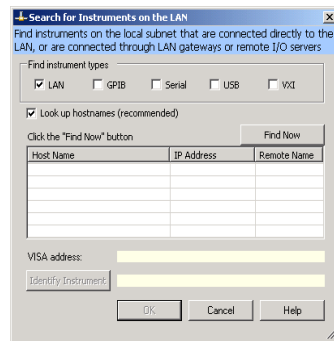 Search for Instruments on the LAN
Find instruments on the local subnet that are connected directly to the
LAN, or are connected through LAN gateways or remote I/O servers
Find instrument types
LAN GPIB Serial USB VXI
Look up hostnames (recommended)
Click the "Find Now" button Find Now
Host Name IP Address Remote Name
VISA address:
Identify Instrument
OK Cancel Help